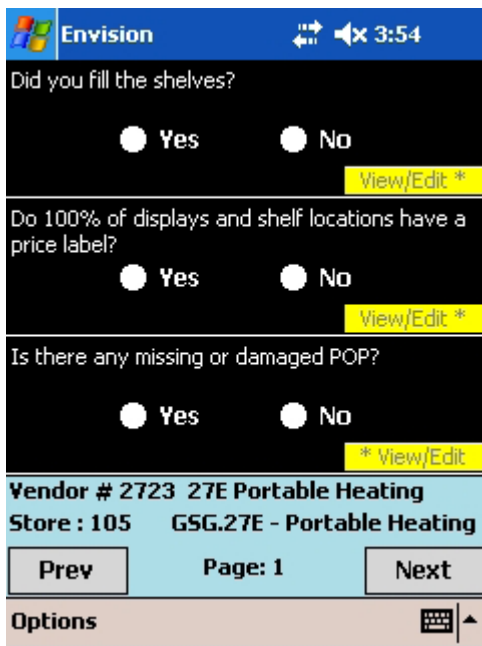 Envision 3:54
Did you fill the shelves?
Yes No
View/Edit *
Do 100% of displays and shelf locations have a
price label?
Yes No
View/Edit *
Is there any missing or damaged POP?
Yes No
* View/Edit
Vendor # 2723 27E Portable Heating
Store : 105 GSG.27E - Portable Heating
Prev Page: 1 Next
Options